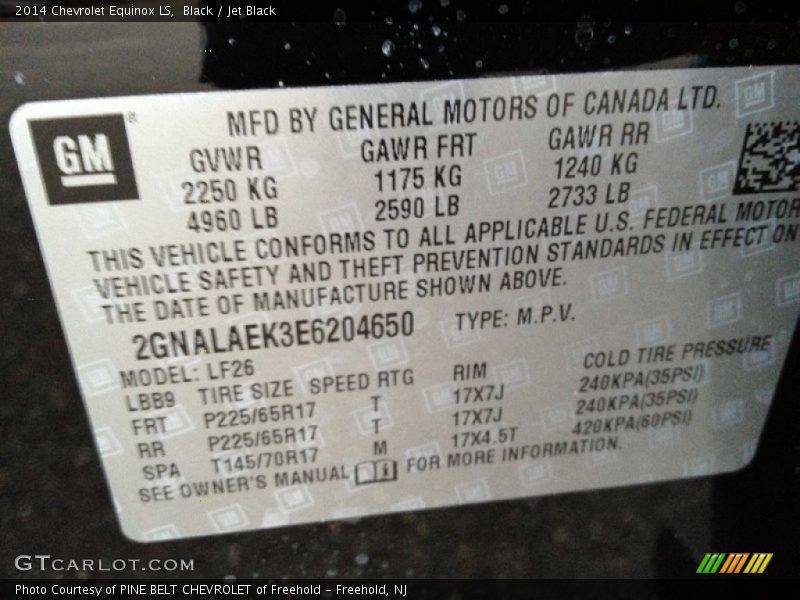 2014 Chevrolet Equinox LS, Black / Jet Black
GM
MFD BY GENERAL MOTORS OF CANADA LTD.
GVWR GAWR FRT GAWR RR
2250 KG 1175 KG 1240 KG
4960 LB 2590 LB 2733 LB
THIS VEHICLE CONFORMS TO ALL APPLICABLE U.S. FEDERAL MOTOR
VEHICLE SAFETY AND THEFT PREVENTION STANDARDS IN EFFECT ON
THE DATE OF MANUFACTURE SHOWN ABOVE.
2GNALAEK3E6204650 TYPE: M.P.V.
MODEL: LF26
LBB9 TIRE SIZE SPEED RTG RIM COLD TIRE PRESSURE
FRT P225/65R17 T 17X7J 240KPA(35PSI)
RR P225/65R17 T 17X7J 240KPA(35PSI)
SPA T145/70R17 M 17X4.5T 420KPA(60PSI)
SEE OWNER'S MANUAL FOR MORE INFORMATION.
GTCARLOT.COM
Photo Courtesy of PINE BELT CHEVROLET of Freehold - Freehold, NJ